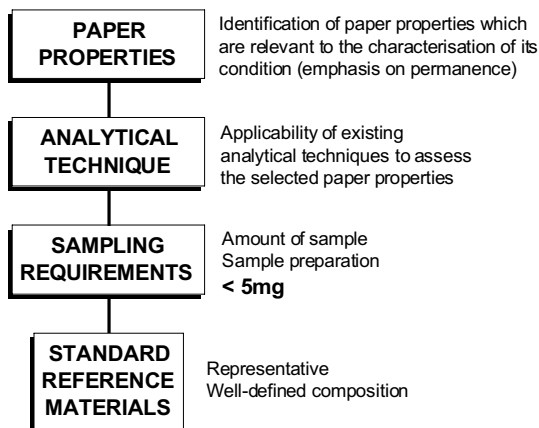 PAPER
PROPERTIES
Identification of paper properties which
are relevant to the characterisation of its
condition (emphasis on permanence)
ANALYTICAL
TECHNIQUE
Applicability of existing
analytical techniques to assess
the selected paper properties
SAMPLING
REQUIREMENTS
Amount of sample
Sample preparation
< 5mg
STANDARD
REFERENCE
MATERIALS
Representative
Well-defined composition